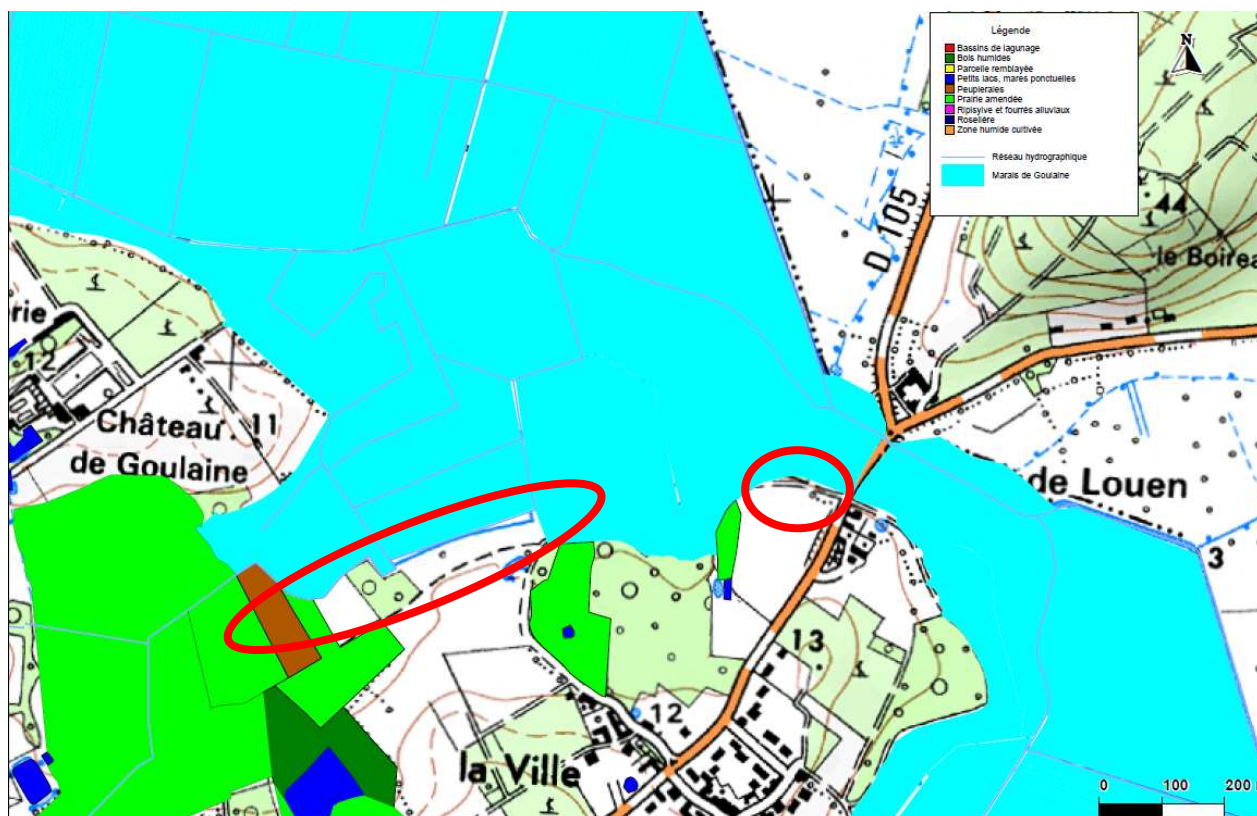 Légende
N
Bassins de lagunage
Bois humides
Parcelle remblayée
Petits lacs, mares ponctuelles
Peupleraies
Prairie amendée
Ripisylve et fourrés alluviaux
Roselière
Zone humide cultivée
Réseau hydrographique
Marais de Goulaine
D 105
44
le Boirea
erie
12
Château 11
de Goulaine
de Louen
3
13
12
la Ville
0 100 200